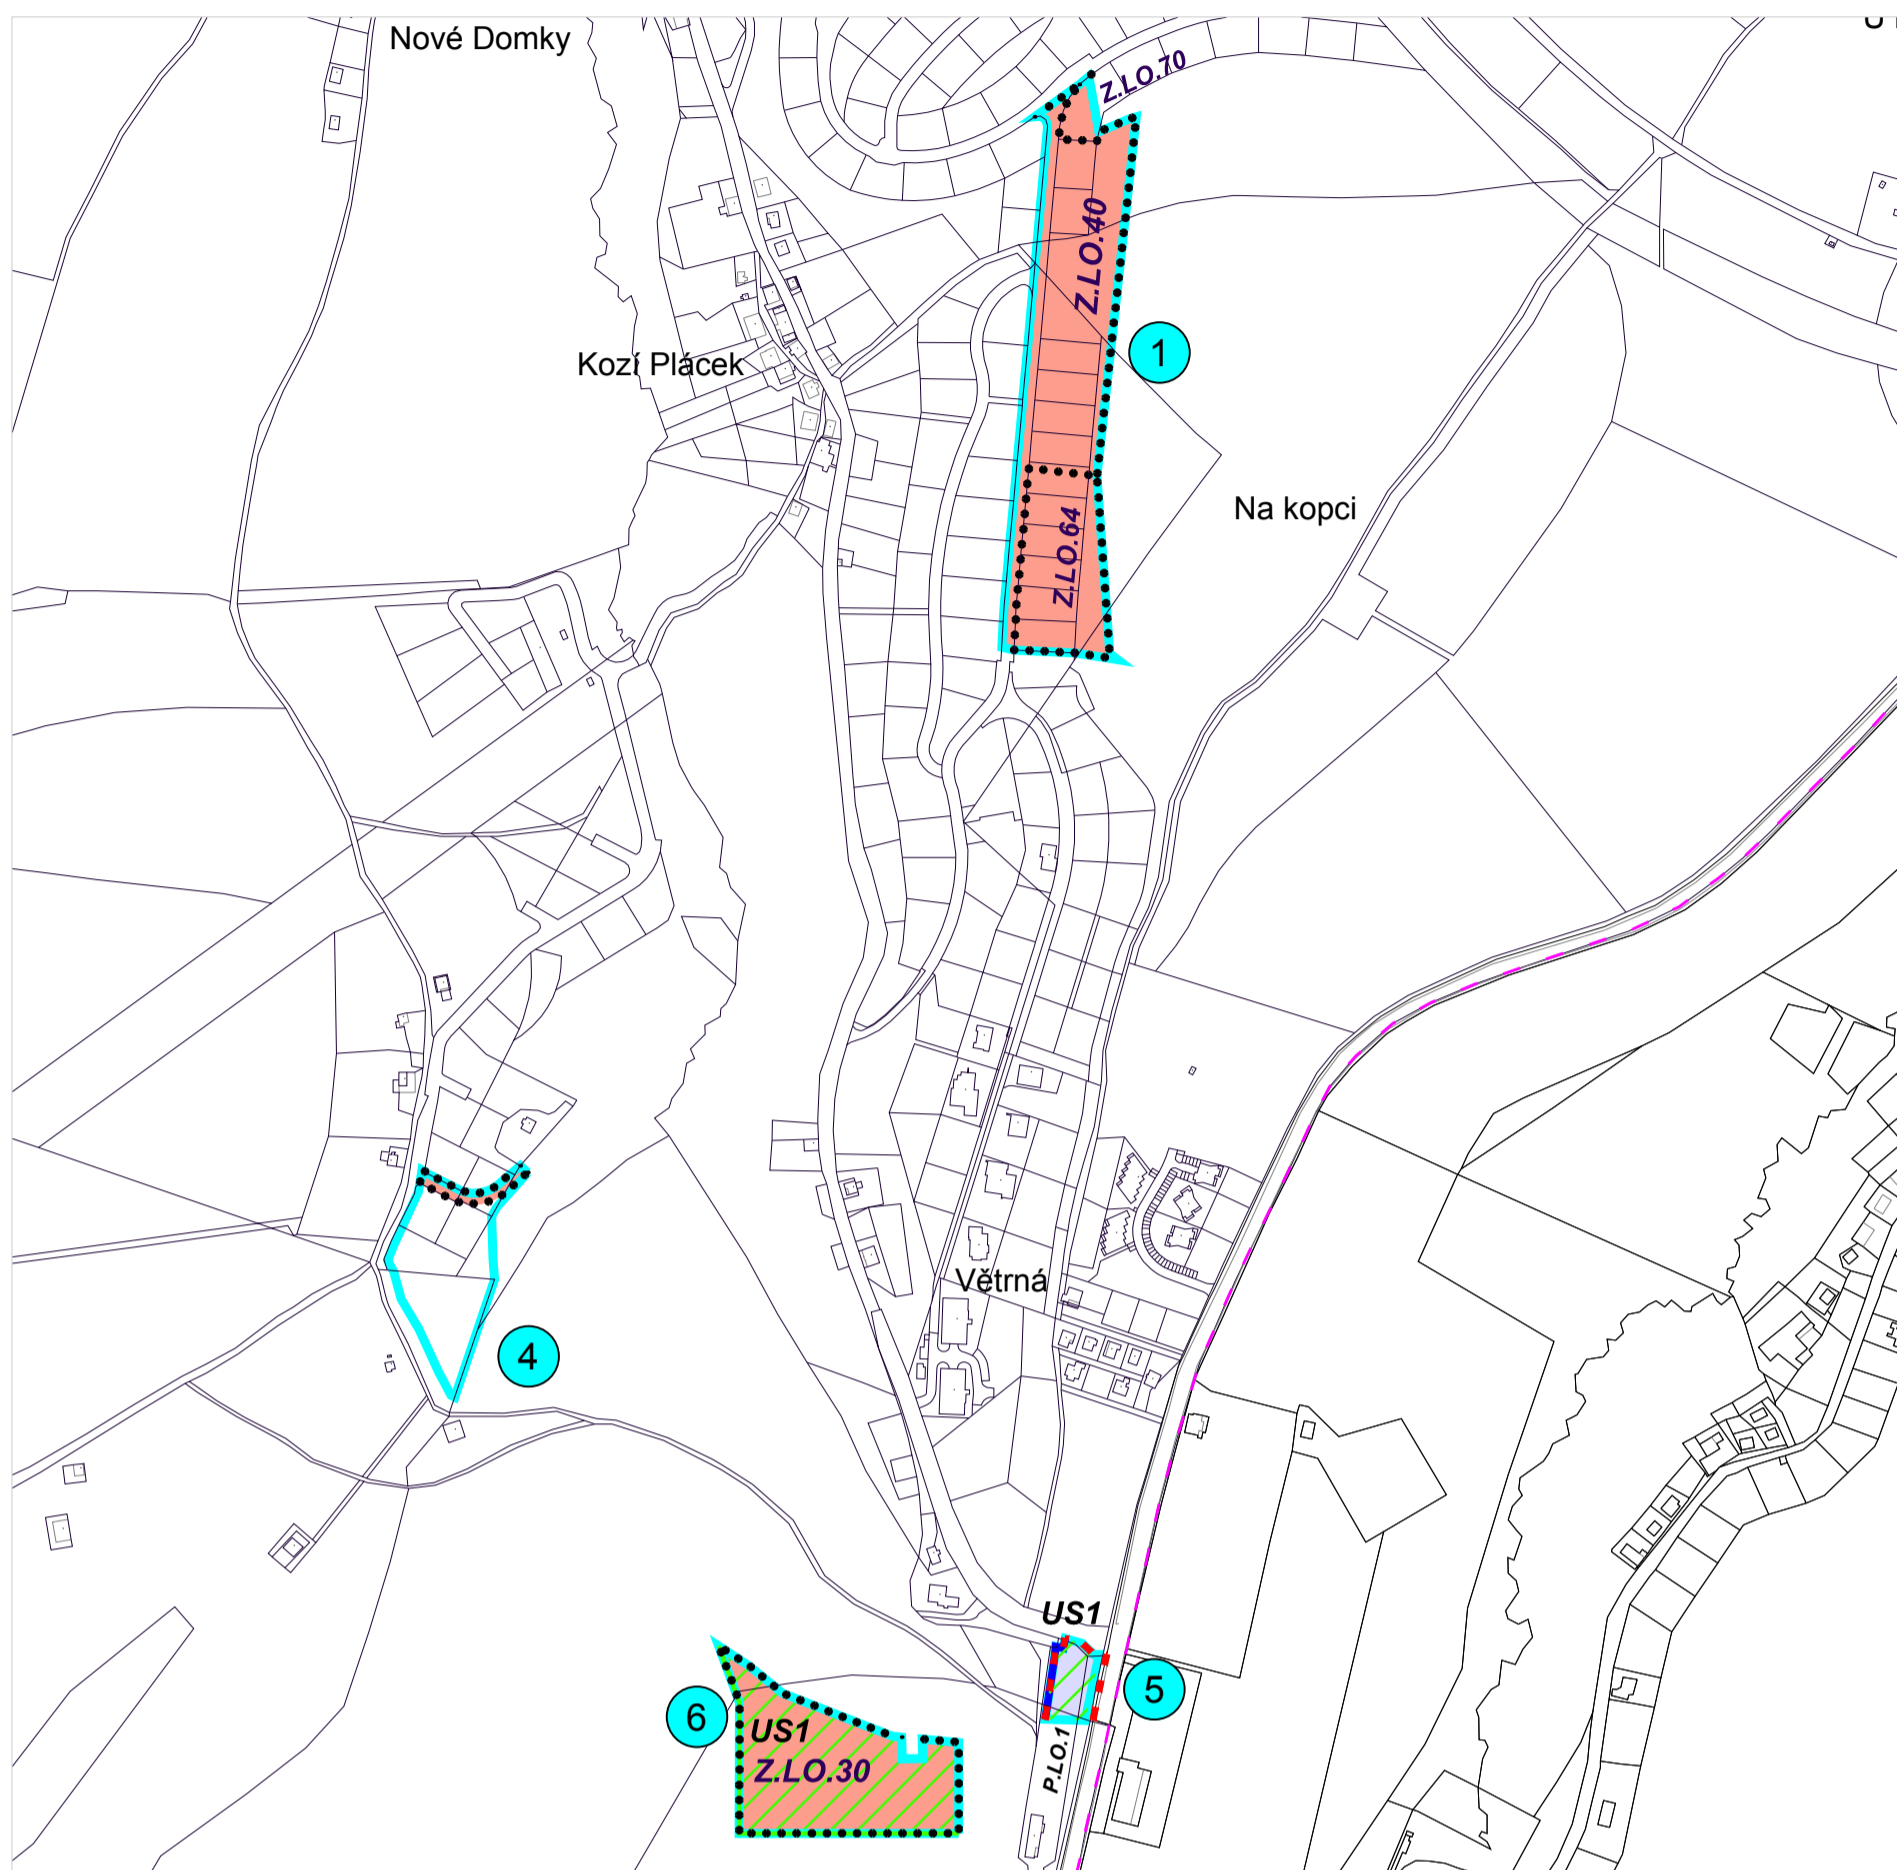 Nové Domky
Z.LO.70
Z.LO.40
1
Kozí Plácek
Na kopci
Z.LO.64
Větrná
4
US1
5
6
US1
Z.LO.30
P.LO.1